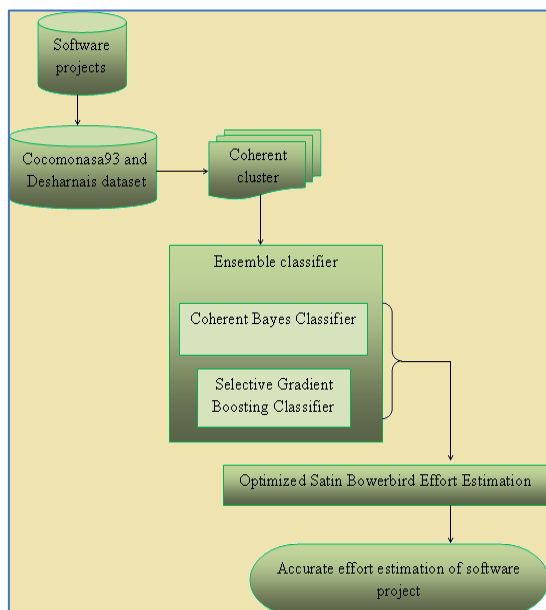 Software
projects
Cocomonasa93 and
Desharnais dataset
Coherent
cluster
Ensemble classifier
Coherent Bayes Classifier
Selective Gradient
Boosting Classifier
Optimized Satin Bowerbird Effort Estimation
Accurate effort estimation of software
project